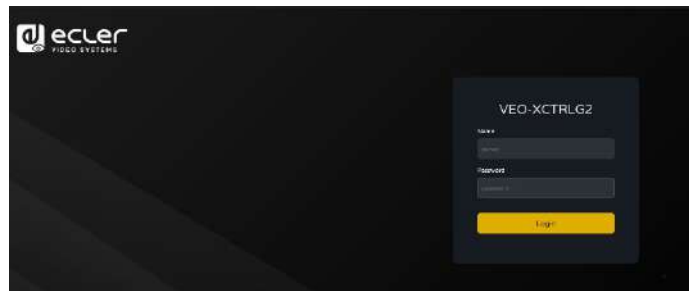 ecler
VIDEO SYSTEMS
VEO-XCTRLG2
Name
Password
Login